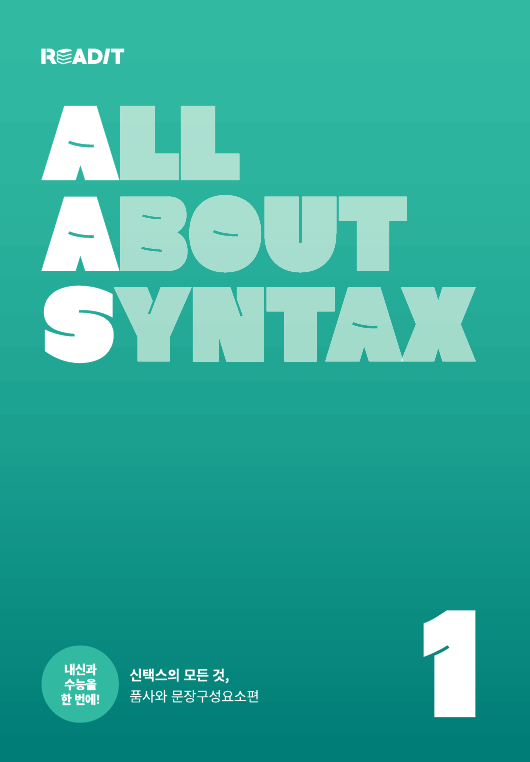 READIT
ALL
ABOUT
SYNTAX
1
내신과
수능을
한 번에!
신택스의 모든 것,
품사와 문장구성요소편